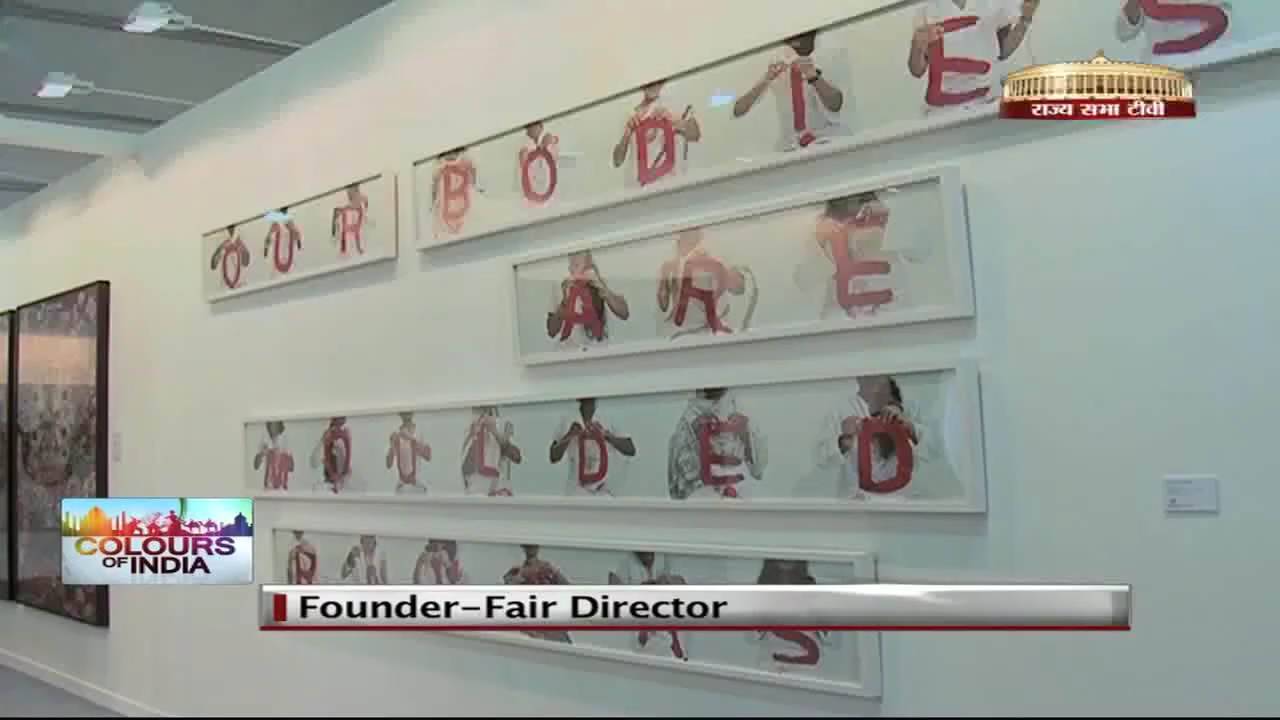 OUR BODIES
ARE
MOULDED
राज्य सभा टीवी
COLOURS
OF INDIA
Founder–Fair Director